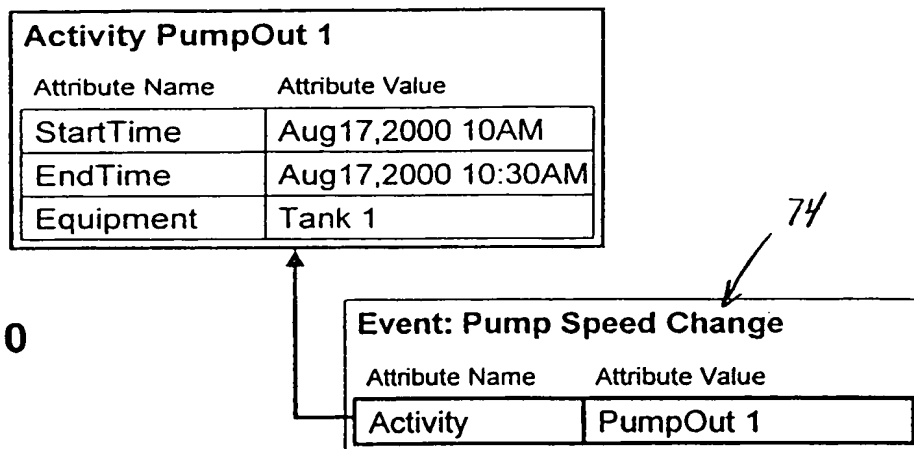 Activity PumpOut 1
Attribute Name Attribute Value
StartTime Aug17,2000 10AM
EndTime Aug17,2000 10:30AM
Equipment Tank 1
74
0
Event: Pump Speed Change
Attribute Name Attribute Value
Activity PumpOut 1